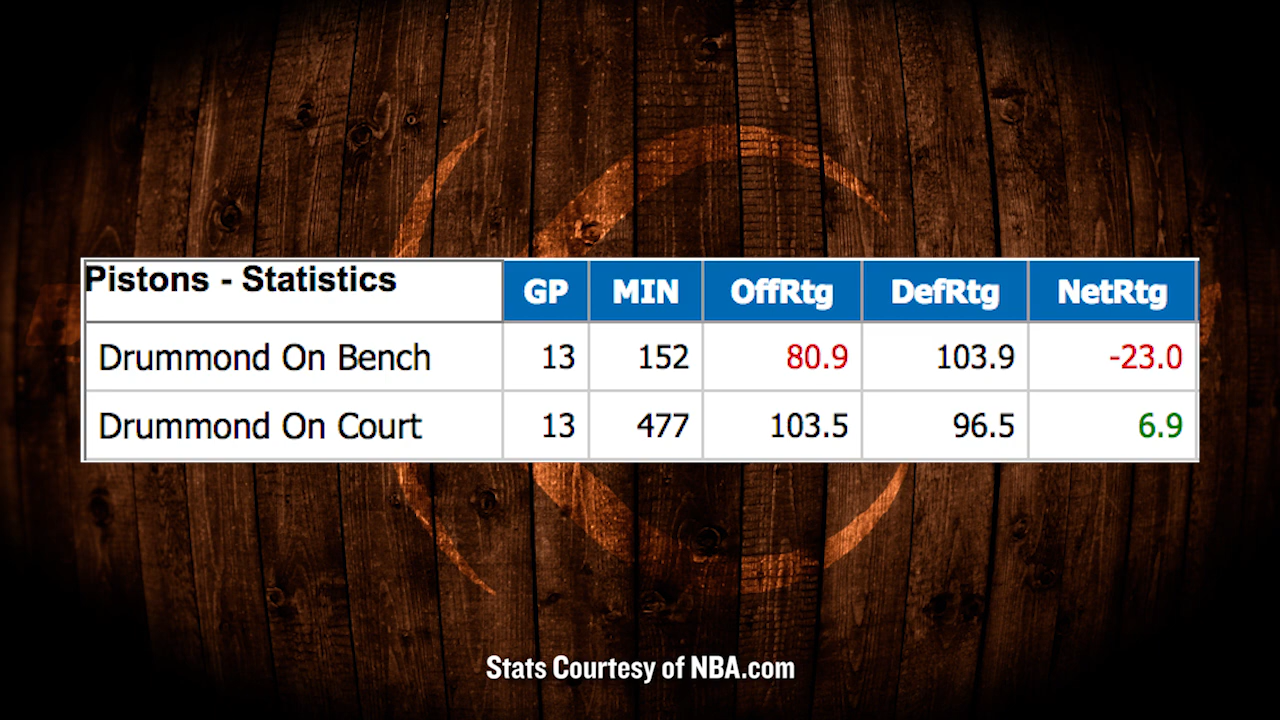 Pistons - Statistics GP MIN OffRtg DefRtg NetRtg
Drummond On Bench 13 152 80.9 103.9 -23.0
Drummond On Court 13 477 103.5 96.5 6.9
Stats Courtesy of NBA.com